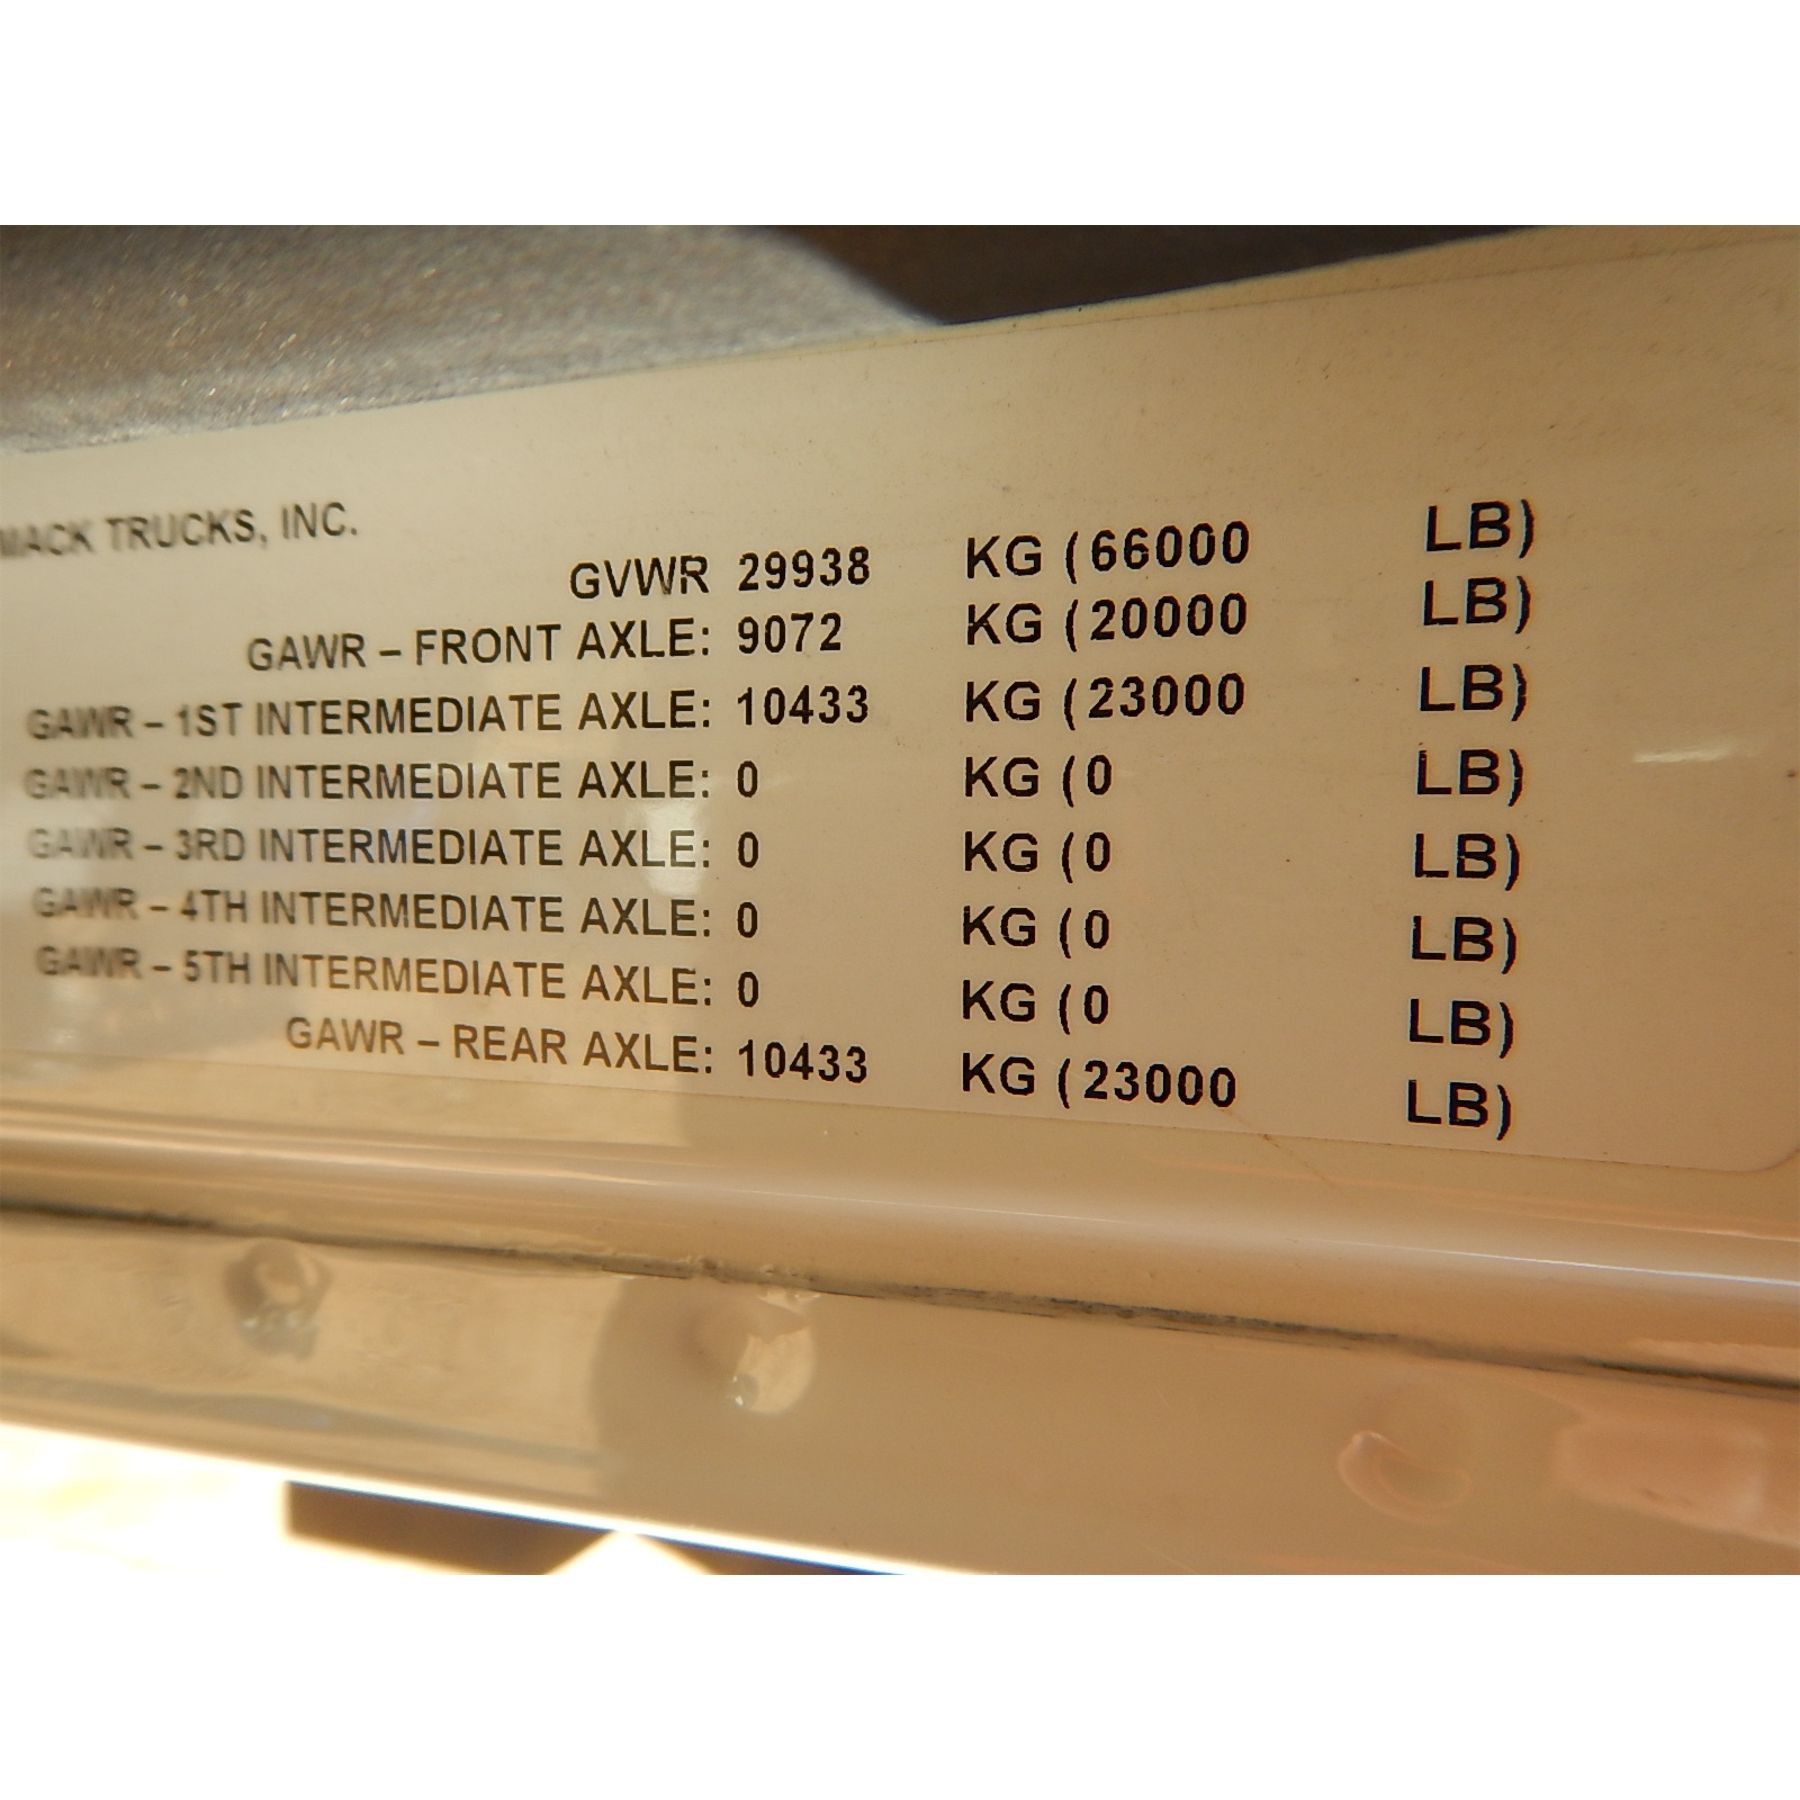 MACK TRUCKS, INC.
GVWR 29938 KG (66000 LB)
GAWR – FRONT AXLE: 9072 KG (20000 LB)
GAWR – 1ST INTERMEDIATE AXLE: 10433 KG (23000 LB)
GAWR – 2ND INTERMEDIATE AXLE: 0 KG (0 LB)
GAWR – 3RD INTERMEDIATE AXLE: 0 KG (0 LB)
GAWR – 4TH INTERMEDIATE AXLE: 0 KG (0 LB)
GAWR – 5TH INTERMEDIATE AXLE: 0 KG (0 LB)
GAWR – REAR AXLE: 10433 KG (23000 LB)